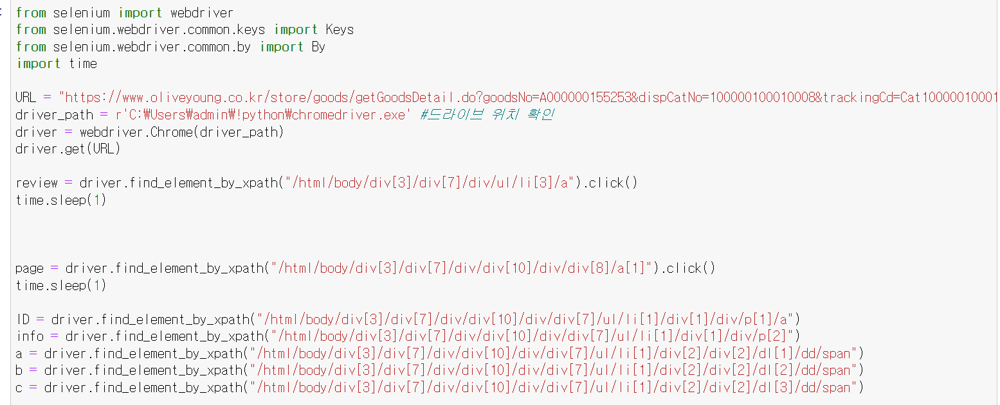 from selenium import webdriver
from selenium.webdriver.common.keys import Keys
from selenium.webdriver.common.by import By
import time
URL = "https://www.oliveyoung.co.kr/store/goods/getGoodsDetail.do?goodsNo=A000000155253&dispCatNo=100000100010008&trackingCd=Cat10000010001
driver_path = r'C:₩Users₩admin₩!python₩chromedriver.exe' #드라이브 위치 확인
driver = webdriver.Chrome(driver_path)
driver.get(URL)
review = driver.find_element_by_xpath("/html/body/div[3]/div[7]/div/ul/li[3]/a").click()
time.sleep(1)
page = driver.find_element_by_xpath("/html/body/div[3]/div[7]/div/div[10]/div/div[8]/a[1]").click()
time.sleep(1)
ID = driver.find_element_by_xpath("/html/body/div[3]/div[7]/div/div[10]/div/div[7]/ul/li[1]/div[1]/div/p[1]/a")
info = driver.find_element_by_xpath("/html/body/div[3]/div[7]/div/div[10]/div/div[7]/ul/li[1]/div[1]/div/p[2]")
a = driver.find_element_by_xpath("/html/body/div[3]/div[7]/div/div[10]/div/div[7]/ul/li[1]/div[2]/div[2]/dl[1]/dd/span")
b = driver.find_element_by_xpath("/html/body/div[3]/div[7]/div/div[10]/div/div[7]/ul/li[1]/div[2]/div[2]/dl[2]/dd/span")
c = driver.find_element_by_xpath("/html/body/div[3]/div[7]/div/div[10]/div/div[7]/ul/li[1]/div[2]/div[2]/dl[3]/dd/span")